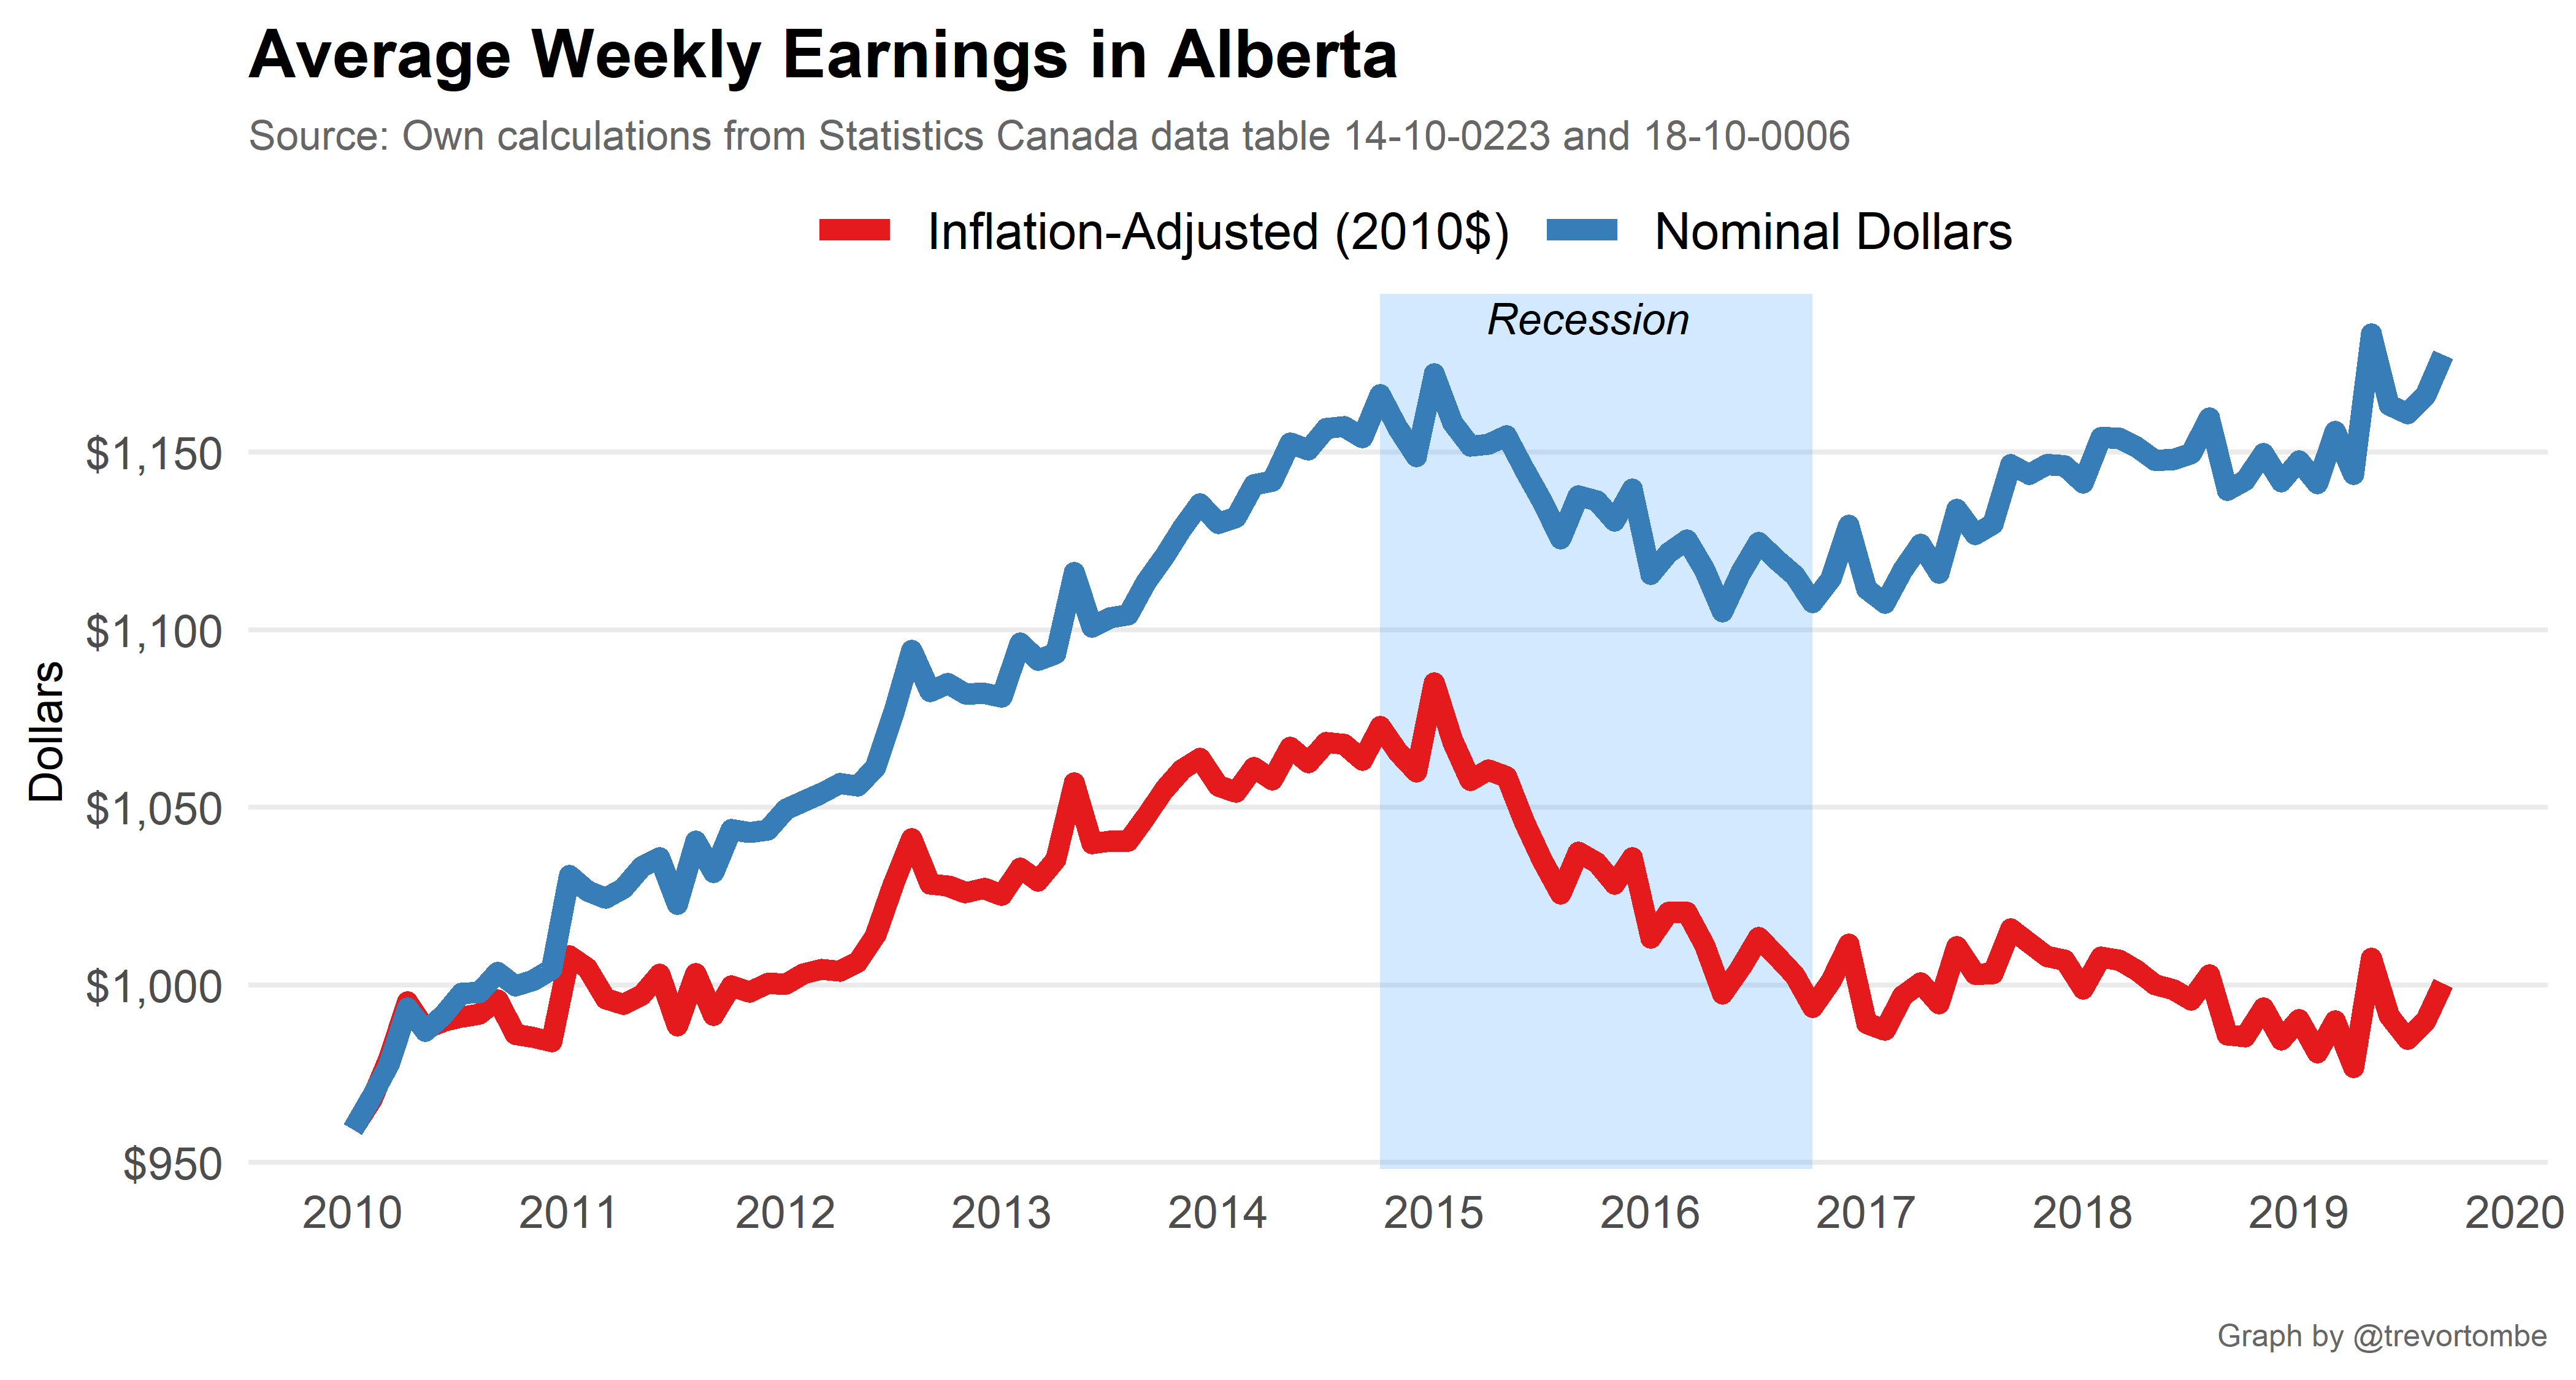 Average Weekly Earnings in Alberta
Source: Own calculations from Statistics Canada data table 14-10-0223 and 18-10-0006
Inflation-Adjusted (2010$) Nominal Dollars
Recession
$1,150
$1,100
$1,050
$1,000
$950
Dollars
2010 2011 2012 2013 2014 2015 2016 2017 2018 2019 2020
Graph by @trevortombe